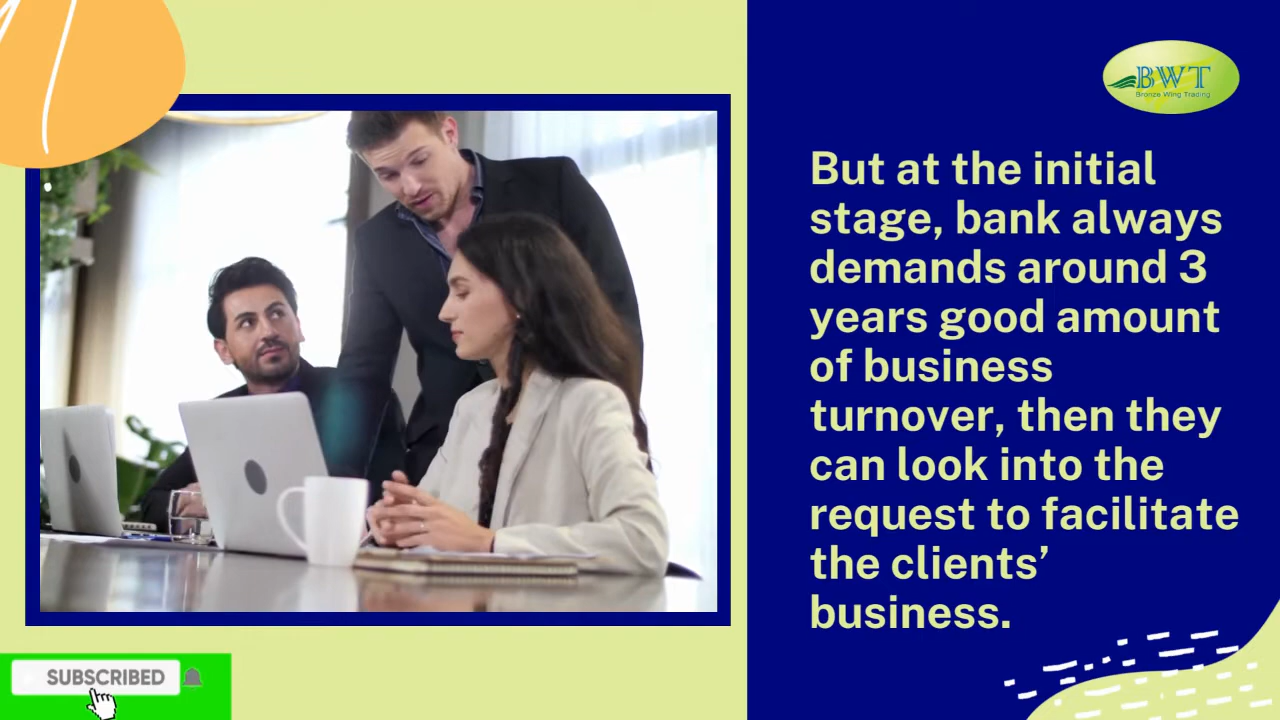 BWT
Bronze Wing Trading
But at the initial
stage, bank always
demands around 3
years good amount
of business
turnover, then they
can look into the
request to facilitate
the clients’
business.
SUBSCRIBED